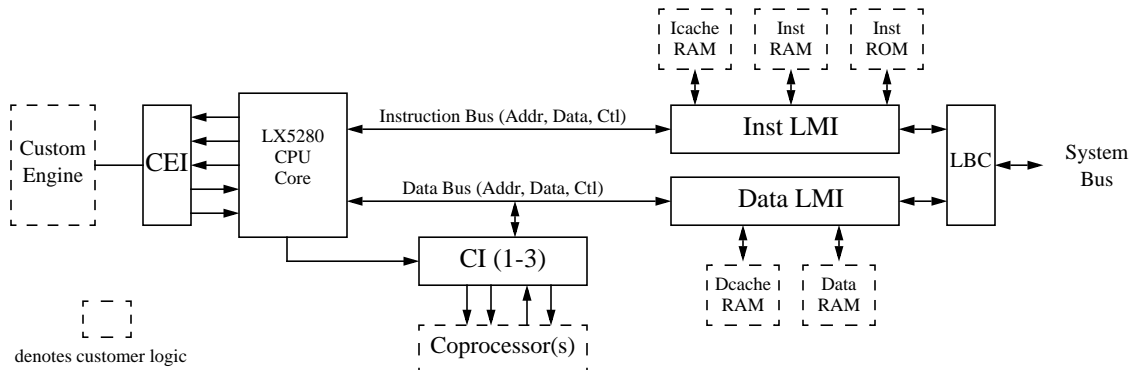 Icache
RAM
Inst
RAM
Inst
ROM
Custom
Engine
CEI
LX5280
CPU
Core
Instruction Bus (Addr, Data, Ctl)
Inst LMI
LBC
System
Bus
Data Bus (Addr, Data, Ctl)
Data LMI
CI (1-3)
Dcache
RAM
Data
RAM
Coprocessor(s)
denotes customer logic